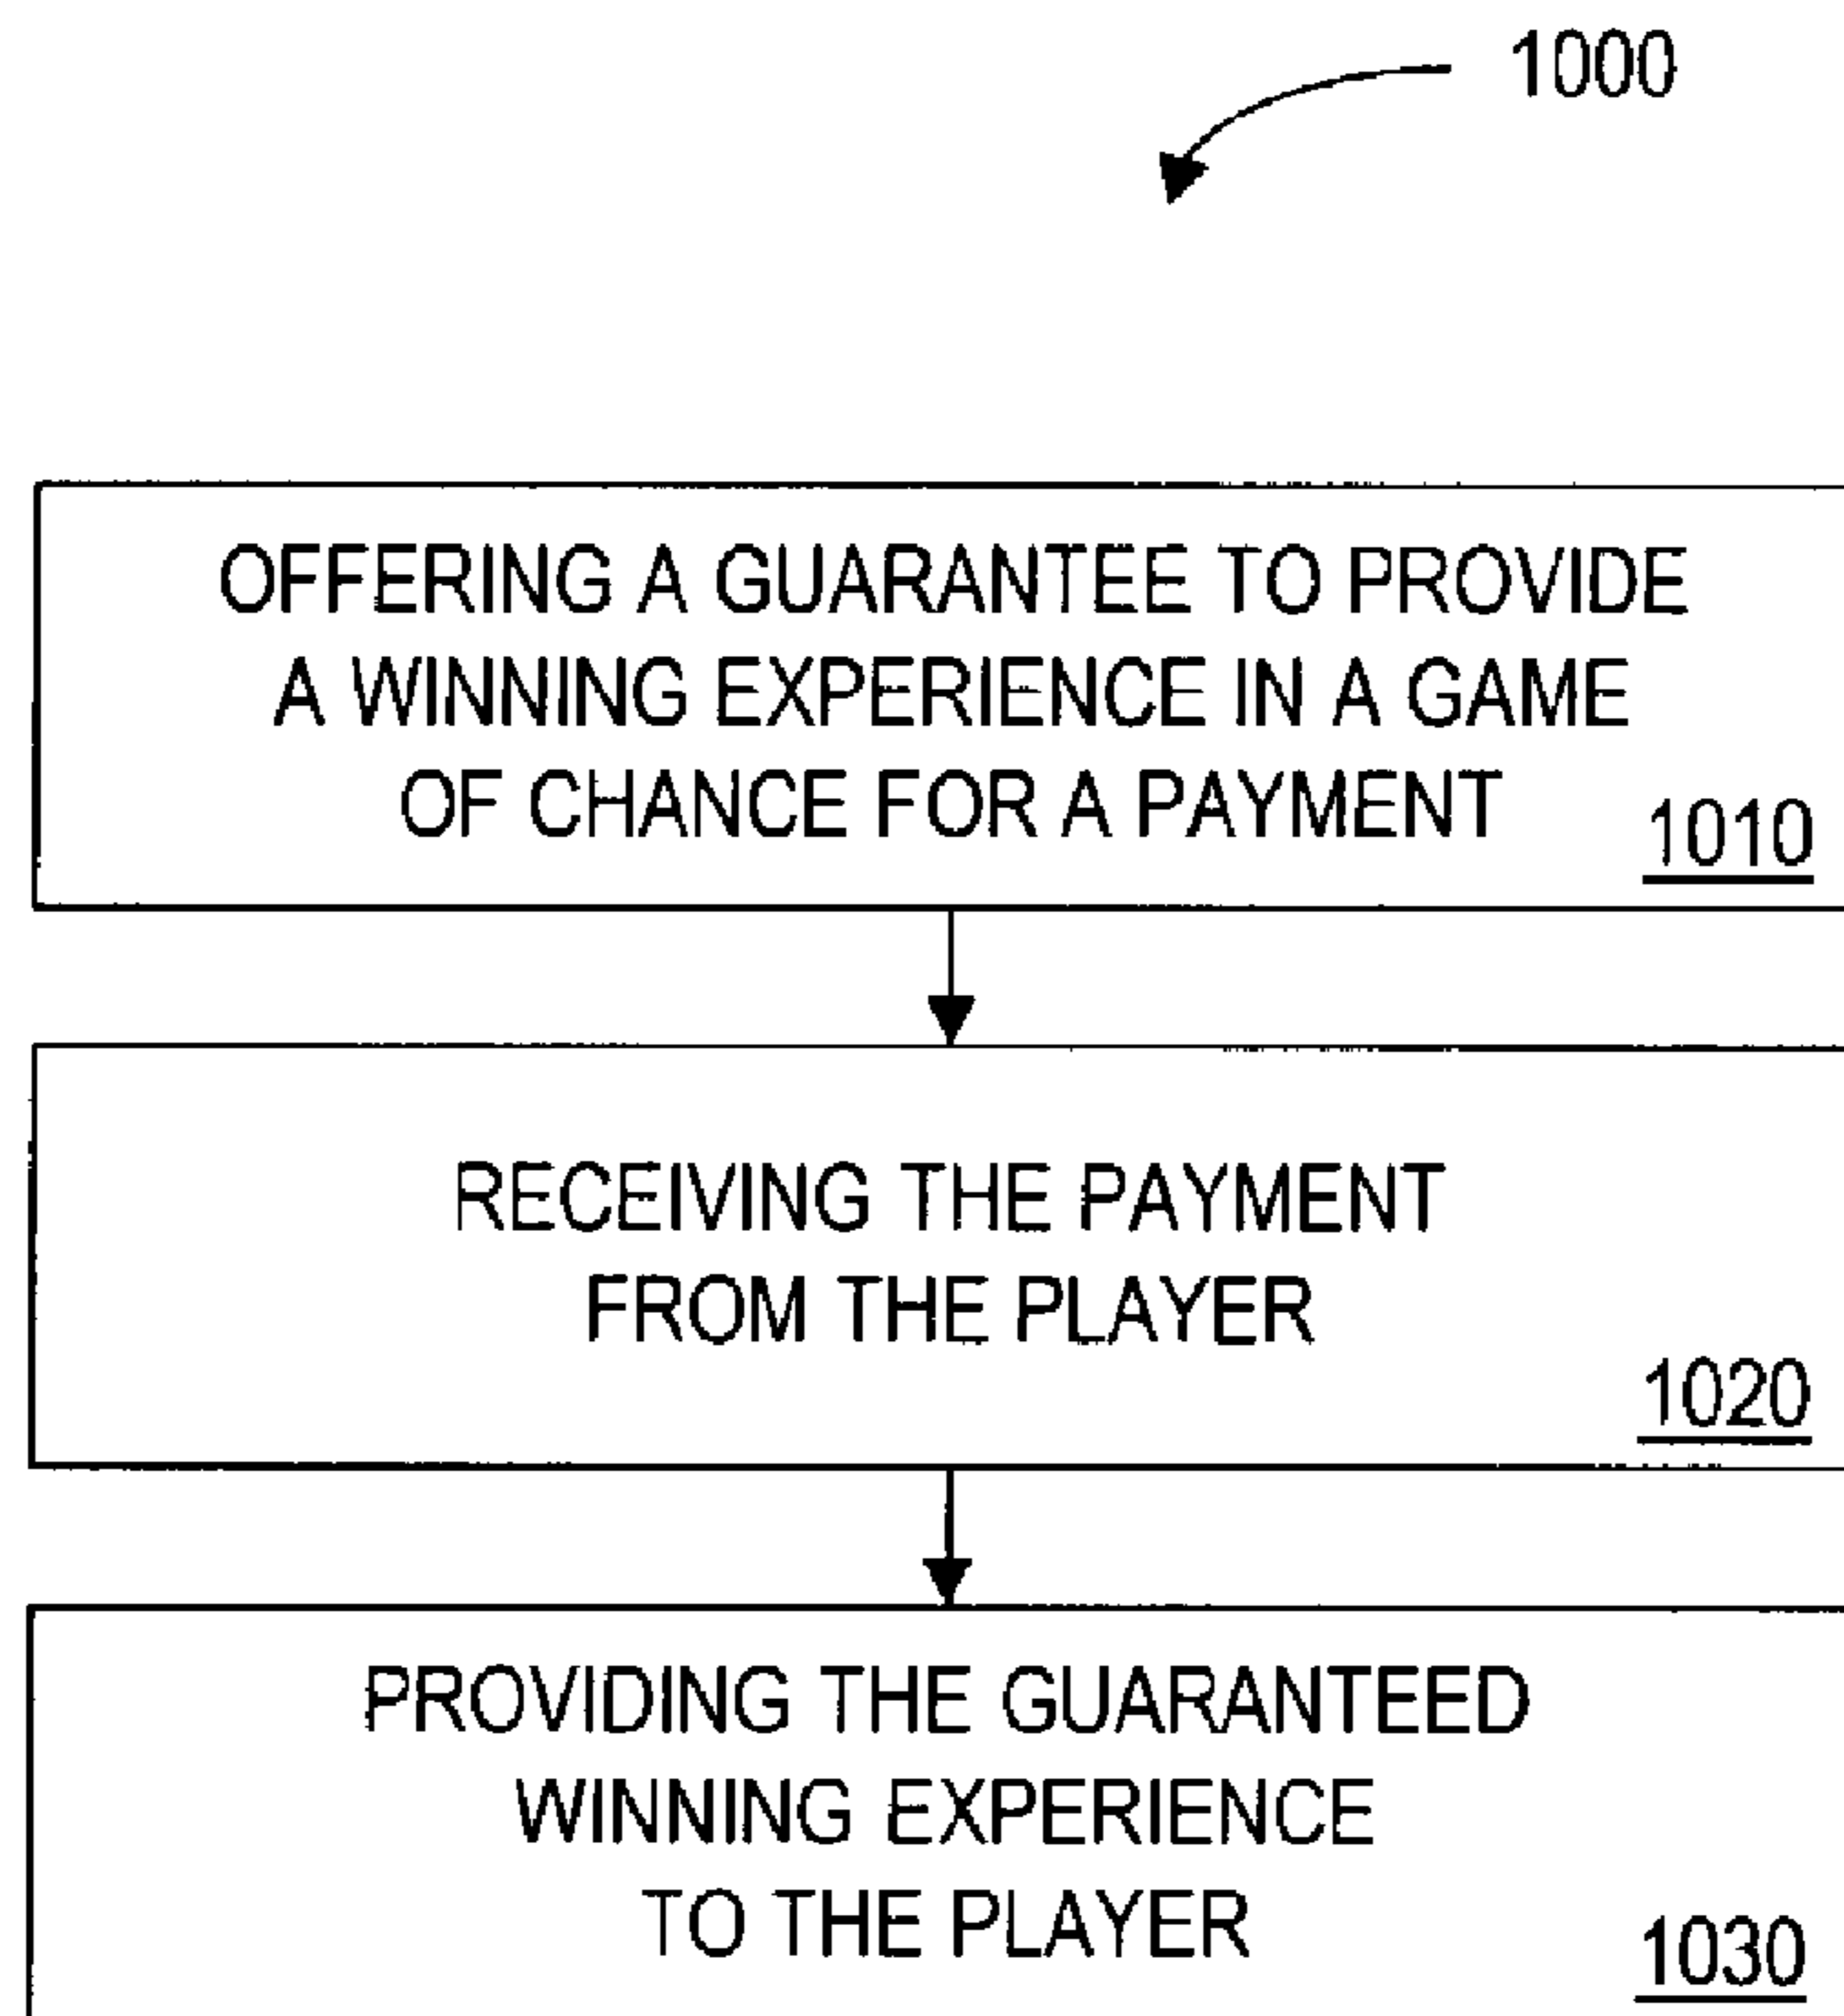 1000
OFFERING A GUARANTEE TO PROVIDE
A WINNING EXPERIENCE IN A GAME
OF CHANCE FOR A PAYMENT
1010
RECEIVING THE PAYMENT
FROM THE PLAYER
1020
PROVIDING THE GUARANTEED
WINNING EXPERIENCE
TO THE PLAYER
1030